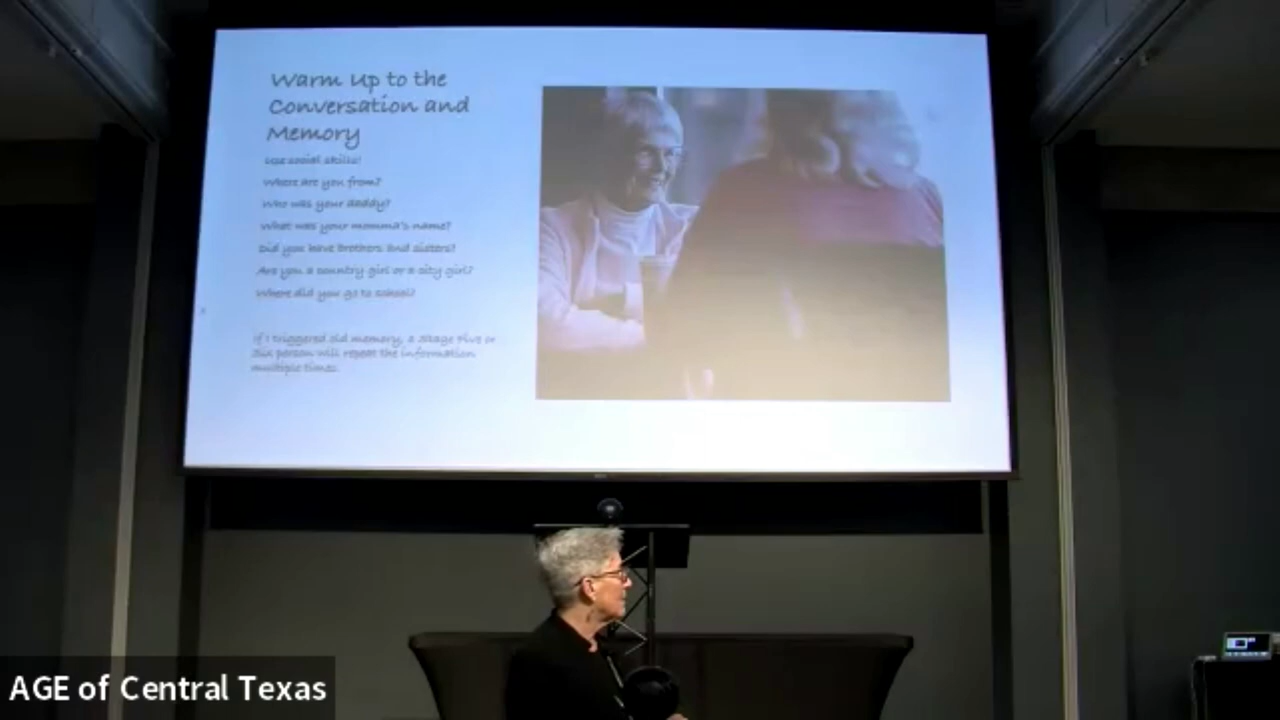 Warm Up to the
Conversation and
Memory
Use social skills!
Where are you from?
Who was your daddy?
What was your momma's name?
Did you have brothers and sisters?
Are you a country girl or a city girl?
Where did you go to school?
If I triggered old memory, a Stage Five or
Six person will repeat the information
multiple times.
AGE of Central Texas